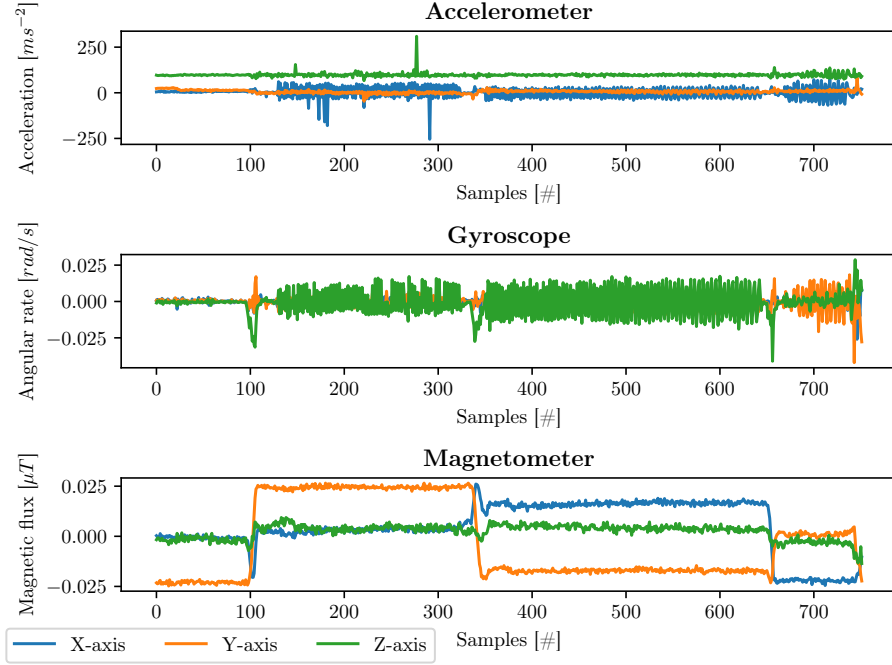 Accelerometer
Acceleration [ms⁻²]
250
0
−250
0 100 200 300 400 500 600 700
Samples [#]
Gyroscope
Angular rate [rad/s]
0.025
0.000
−0.025
0 100 200 300 400 500 600 700
Samples [#]
Magnetometer
Magnetic flux [μT]
0.025
0.000
−0.025
0 100 200 300 400 500 600 700
Samples [#]
X-axis Y-axis Z-axis